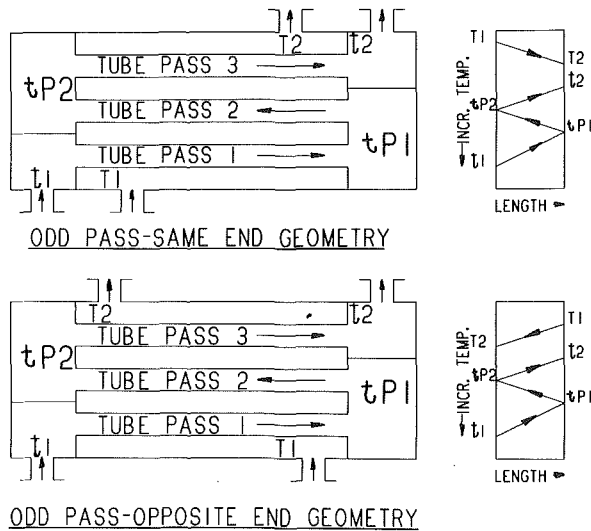 T2
t2
TUBE PASS 3
tP2
TUBE PASS 2
TUBE PASS 1
tP1
t1
T1
ODD PASS-SAME END GEOMETRY
T1
T2
t2
INCR. TEMP.
tP2
tP1
t1
LENGTH
T2
t2
TUBE PASS 3
tP2
TUBE PASS 2
TUBE PASS 1
tP1
t1
T1
ODD PASS-OPPOSITE END GEOMETRY
T1
T2
t2
INCR. TEMP.
tP2
tP1
t1
LENGTH